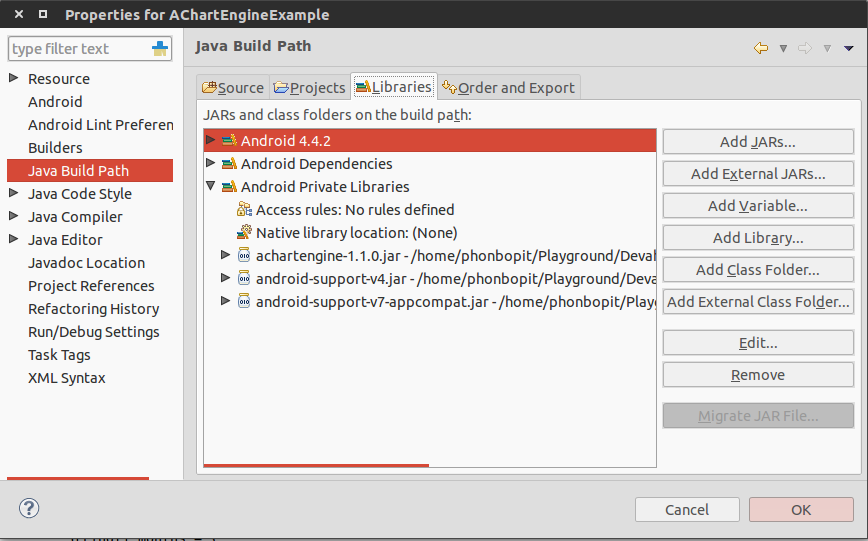 Properties for AChartEngineExample
type filter text
Resource
Android
Android Lint Preferen
Builders
Java Build Path
Java Code Style
Java Compiler
Java Editor
Javadoc Location
Project References
Refactoring History
Run/Debug Settings
Task Tags
XML Syntax
Java Build Path
Source Projects Libraries Order and Export
JARs and class folders on the build path:
Android 4.4.2
Android Dependencies
Android Private Libraries
Access rules: No rules defined
Native library location: (None)
achartengine-1.1.0.jar - /home/phonbopit/Playground/Devah
android-support-v4.jar - /home/phonbopit/Playground/Deva
android-support-v7-appcompat.jar - /home/phonbopit/Play
Add JARs...
Add External JARs...
Add Variable...
Add Library...
Add Class Folder...
Add External Class Folder...
Edit...
Remove
Migrate JAR File...
Cancel OK